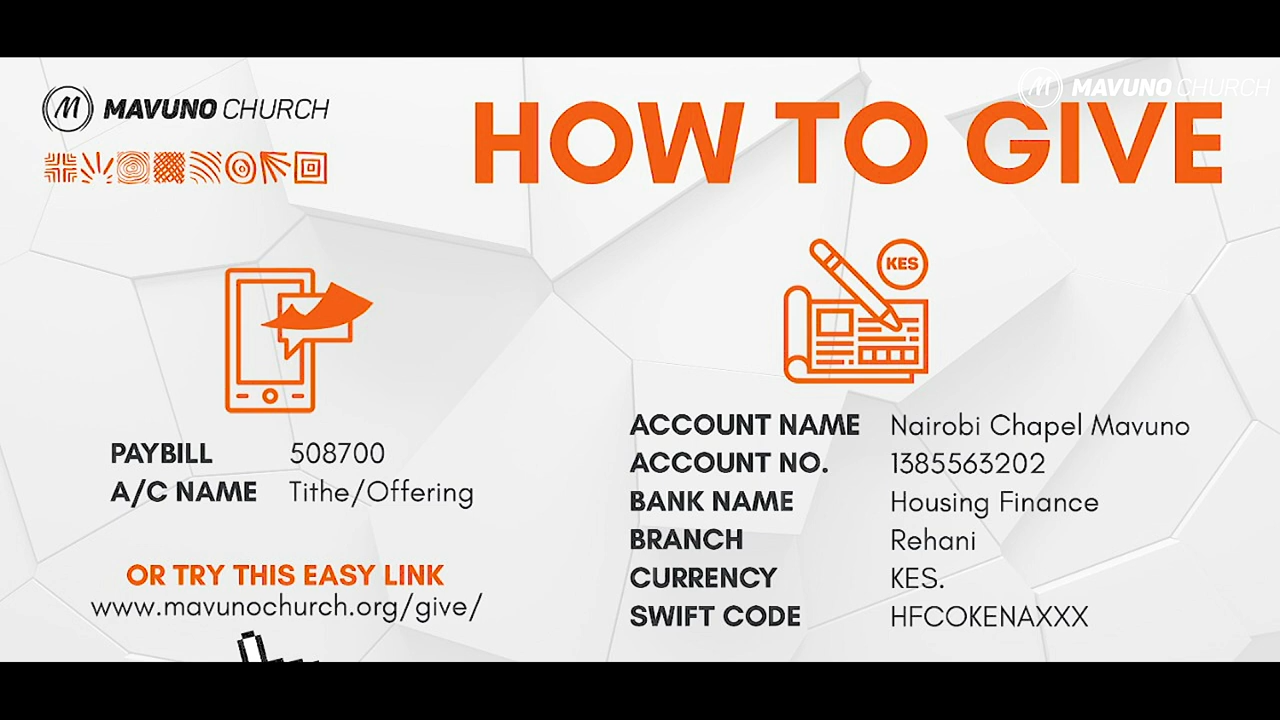 MAVUNO CHURCH
MAVUNO CHURCH
HOW TO GIVE
KES
PAYBILL 508700
A/C NAME Tithe/Offering
OR TRY THIS EASY LINK
www.mavunochurch.org/give/
ACCOUNT NAME Nairobi Chapel Mavuno
ACCOUNT NO. 1385563202
BANK NAME Housing Finance
BRANCH Rehani
CURRENCY KES.
SWIFT CODE HFCOKENAXXX